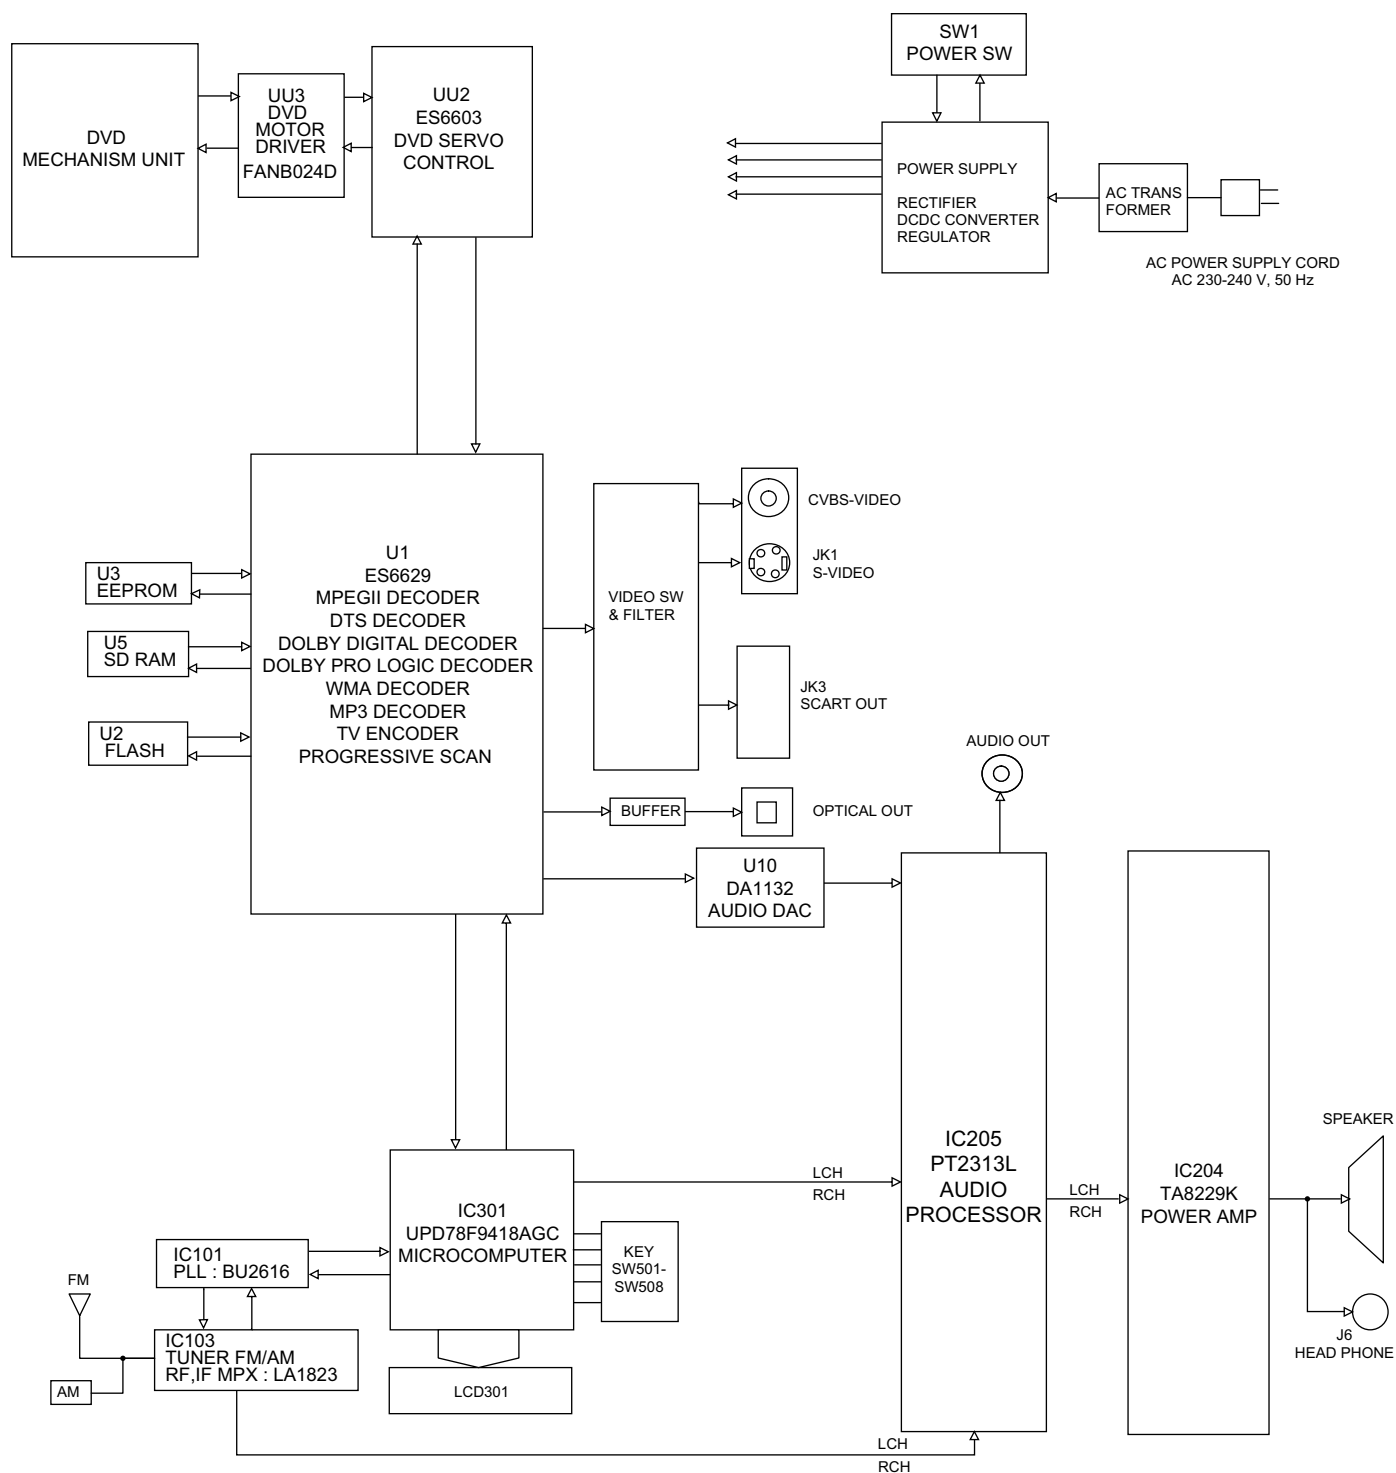 SW1
POWER SW
DVD
MECHANISM UNIT
UU3
DVD
MOTOR
DRIVER
FANB024D
UU2
ES6603
DVD SERVO
CONTROL
POWER SUPPLY
RECTIFIER
DCDC CONVERTER
REGULATOR
AC TRANS
FORMER
AC POWER SUPPLY CORD
AC 230-240 V, 50 Hz
U1
ES6629
MPEGII DECODER
DTS DECODER
DOLBY DIGITAL DECODER
DOLBY PRO LOGIC DECODER
WMA DECODER
MP3 DECODER
TV ENCODER
PROGRESSIVE SCAN
U3
EEPROM
U5
SD RAM
U2
FLASH
VIDEO SW
& FILTER
CVBS-VIDEO
JK1
S-VIDEO
JK3
SCART OUT
BUFFER
OPTICAL OUT
U10
DA1132
AUDIO DAC
AUDIO OUT
IC205
PT2313L
AUDIO
PROCESSOR
LCH
RCH
IC204
TA8229K
POWER AMP
SPEAKER
J6
HEAD PHONE
LCH
RCH
IC301
UPD78F9418AGC
MICROCOMPUTER
KEY
SW501-
SW508
LCD301
IC101
PLL : BU2616
FM
IC103
TUNER FM/AM
RF,IF MPX : LA1823
AM
LCH
RCH